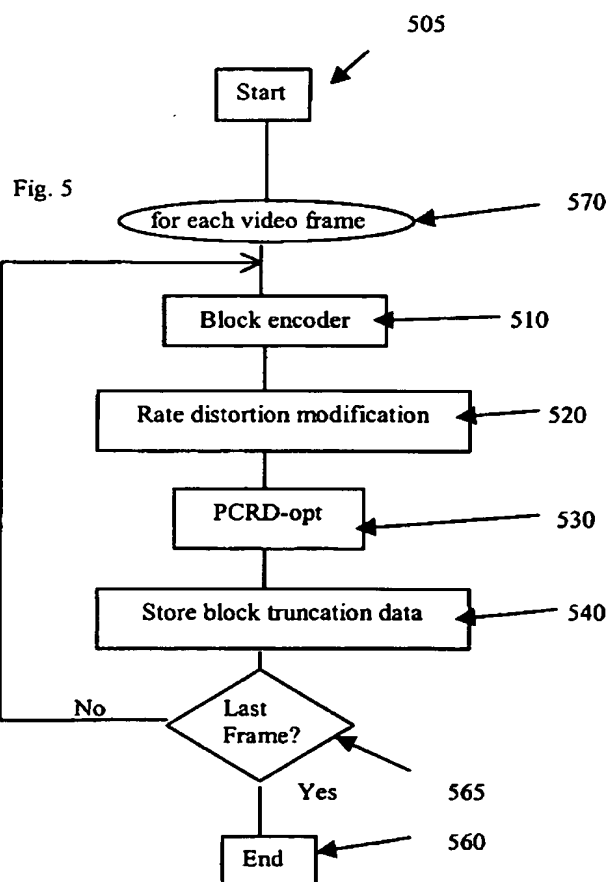 505
Start
Fig. 5
for each video frame
570
Block encoder
510
Rate distortion modification
520
PCRD-opt
530
Store block truncation data
540
No
Last
Frame?
Yes
565
End
560